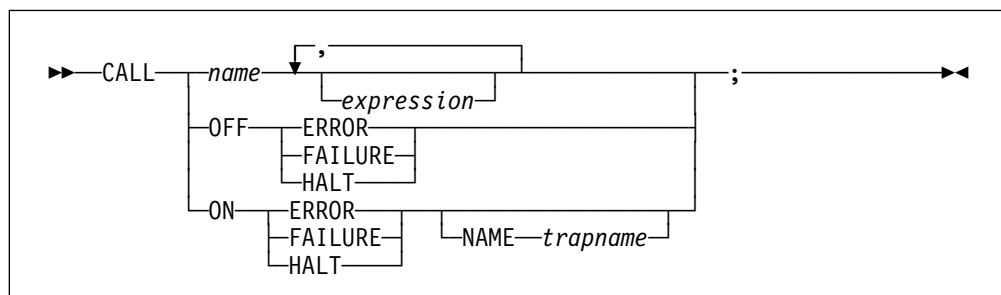 ,
CALL name ;
expression
OFF ERROR
FAILURE
HALT
ON ERROR
FAILURE NAME trapname
HALT